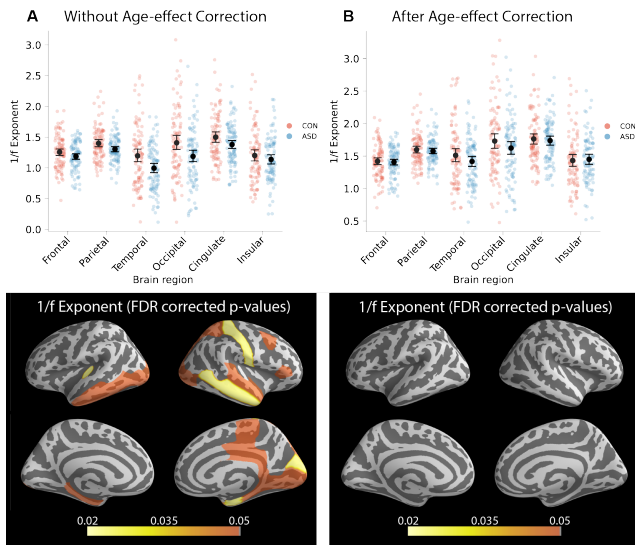 A Without Age-effect Correction
1/f Exponent
3.0
2.5
2.0
1.5
1.0
0.5
0.0
CON
ASD
Frontal Parietal Temporal Occipital Cingulate Insular
Brain region
B After Age-effect Correction
1/f Exponent
3.0
2.5
2.0
1.5
1.0
0.5
CON
ASD
Frontal Parietal Temporal Occipital Cingulate Insular
Brain region
1/f Exponent (FDR corrected p-values)
0.02 0.035 0.05
1/f Exponent (FDR corrected p-values)
0.02 0.035 0.05